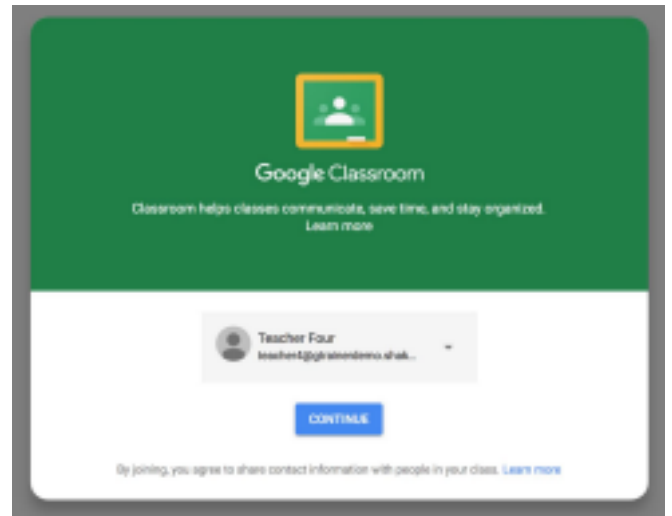 Google Classroom
Classroom helps classes communicate, save time, and stay organized.
Learn more
Teacher Four
CONTINUE
By joining, you agree to share contact information with people in your class. Learn more